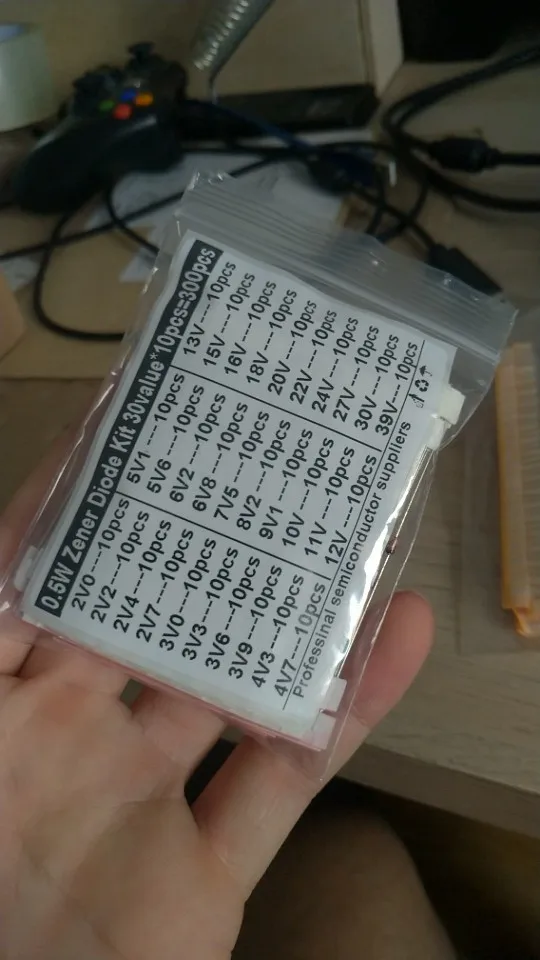 0.5W Zener Diode Kit 30value*10pcs=300pcs
2V0---10pcs 5V1 ---10pcs 13V----10pcs
2V2---10pcs 5V6 ---10pcs 15V---10pcs
2V4---10pcs 6V2 ---10pcs 16V---10pcs
2V7---10pcs 6V8 ---10pcs 18V---10pcs
3V0---10pcs 7V5 ---10pcs 20V---10pcs
3V3---10pcs 8V2 ---10pcs 22V---10pcs
3V6---10pcs 9V1 ---10pcs 24V---10pcs
3V9---10pcs 10V ---10pcs 27V---10pcs
4V3---10pcs 11V ---10pcs 30V---10pcs
4V7---10pcs 12V ---10pcs 39V---10pcs
Professinal semiconductor suppliers